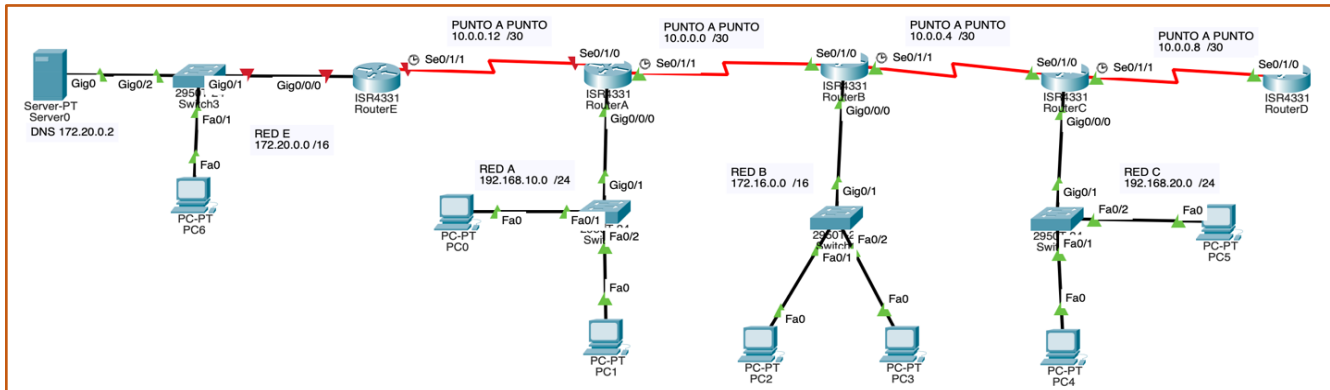 PUNTO A PUNTO
10.0.0.12 /30
PUNTO A PUNTO
10.0.0.0 /30
PUNTO A PUNTO
10.0.0.4 /30
PUNTO A PUNTO
10.0.0.8 /30
Gig0
Gig0/2
Gig0/1
Gig0/0/0
Se0/1/1
Se0/1/0
Se0/1/1
Se0/1/0
Se0/1/1
Se0/1/0
Se0/1/1
Se0/1/0
Server-PT
Server0
DNS 172.20.0.2
Switch3
Fa0/1
ISR4331
RouterE
ISR4331
RouterA
Gig0/0/0
ISR4331
RouterB
Gig0/0/0
ISR4331
RouterC
Gig0/0/0
ISR4331
RouterD
RED E
172.20.0.0 /16
Fa0
PC-PT
PC6
RED A
192.168.10.0 /24
Gig0/1
Fa0
Fa0/1
Fa0/2
PC-PT
PC0
Fa0
PC-PT
PC1
RED B
172.16.0.0 /16
Gig0/1
Switch
Fa0/2
Fa0/1
Fa0
Fa0
PC-PT
PC2
PC-PT
PC3
RED C
192.168.20.0 /24
Gig0/1
Fa0/2
Fa0
Fa0/1
PC-PT
PC5
Fa0
PC-PT
PC4